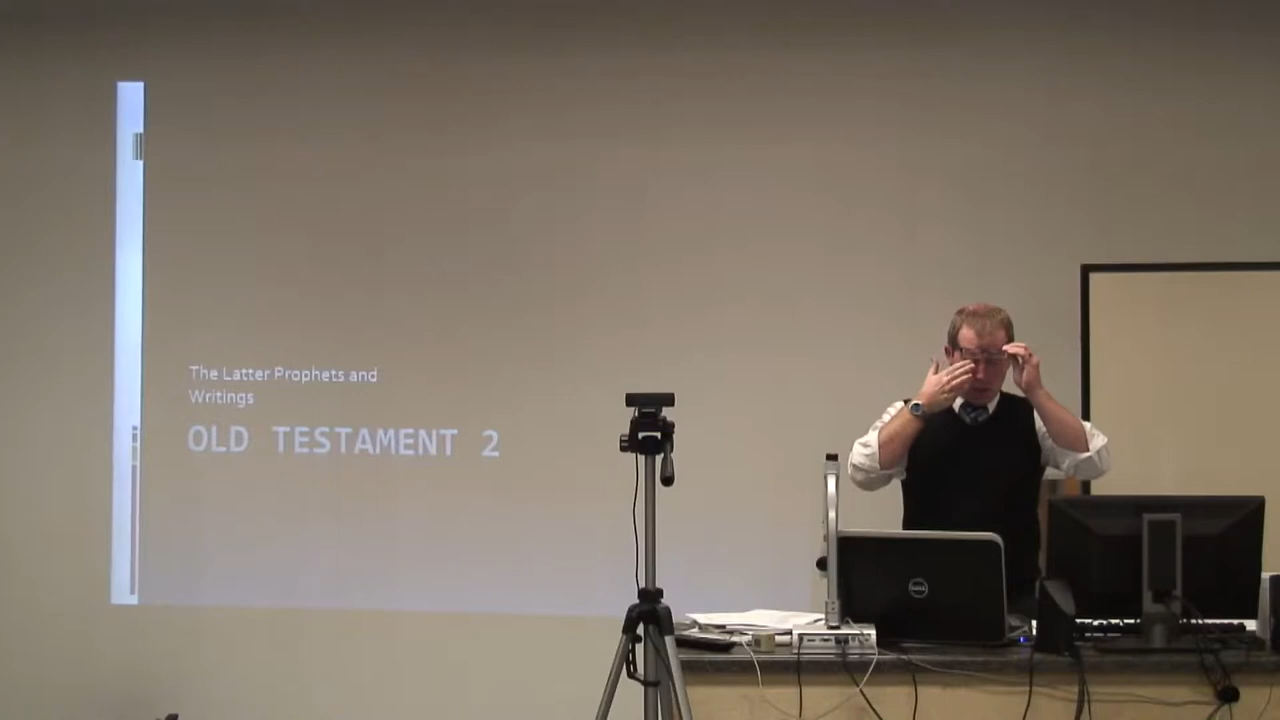 The Latter Prophets and
Writings
OLD TESTAMENT 2
DELL